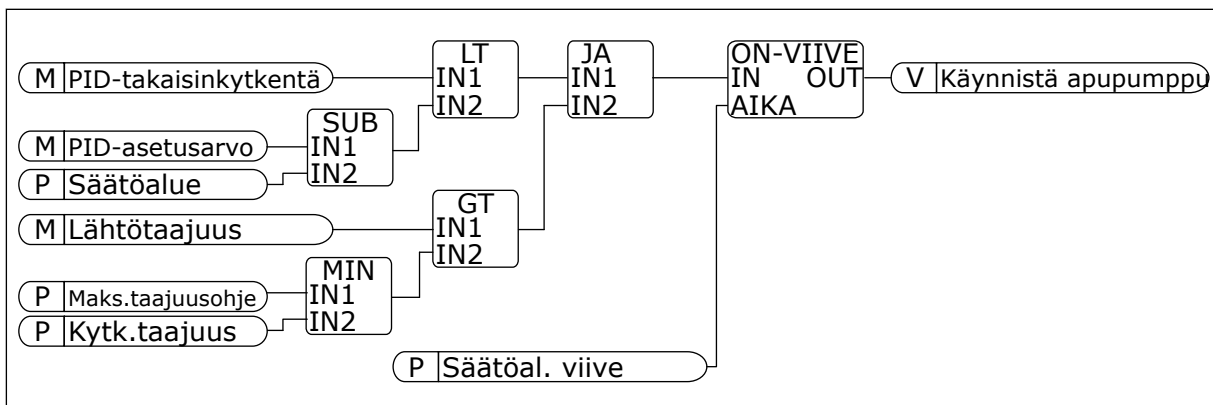 LT
JA
ON-VIIVE
M PID-takaisinkytkentä
IN1
IN1
IN OUT
V Käynnistä apupumppu
IN2
IN2
AIKA
SUB
M PID-asetusarvo
IN1
P Säätöalue
IN2
GT
M Lähtötaajuus
IN1
IN2
MIN
P Maks.taajuusohje
IN1
P Kytk.taajuus
IN2
P Säätöal. viive